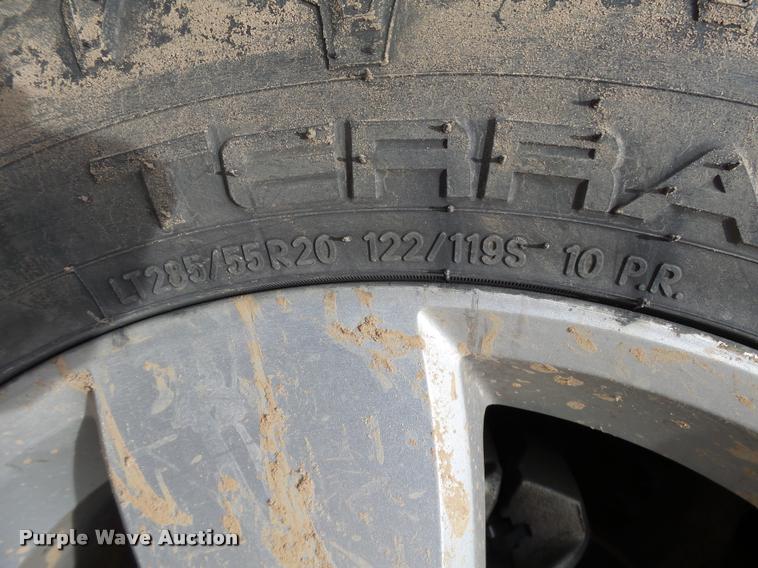 TERRA
LT285/55R20 122/119S 10 P.R.
Purple Wave Auction